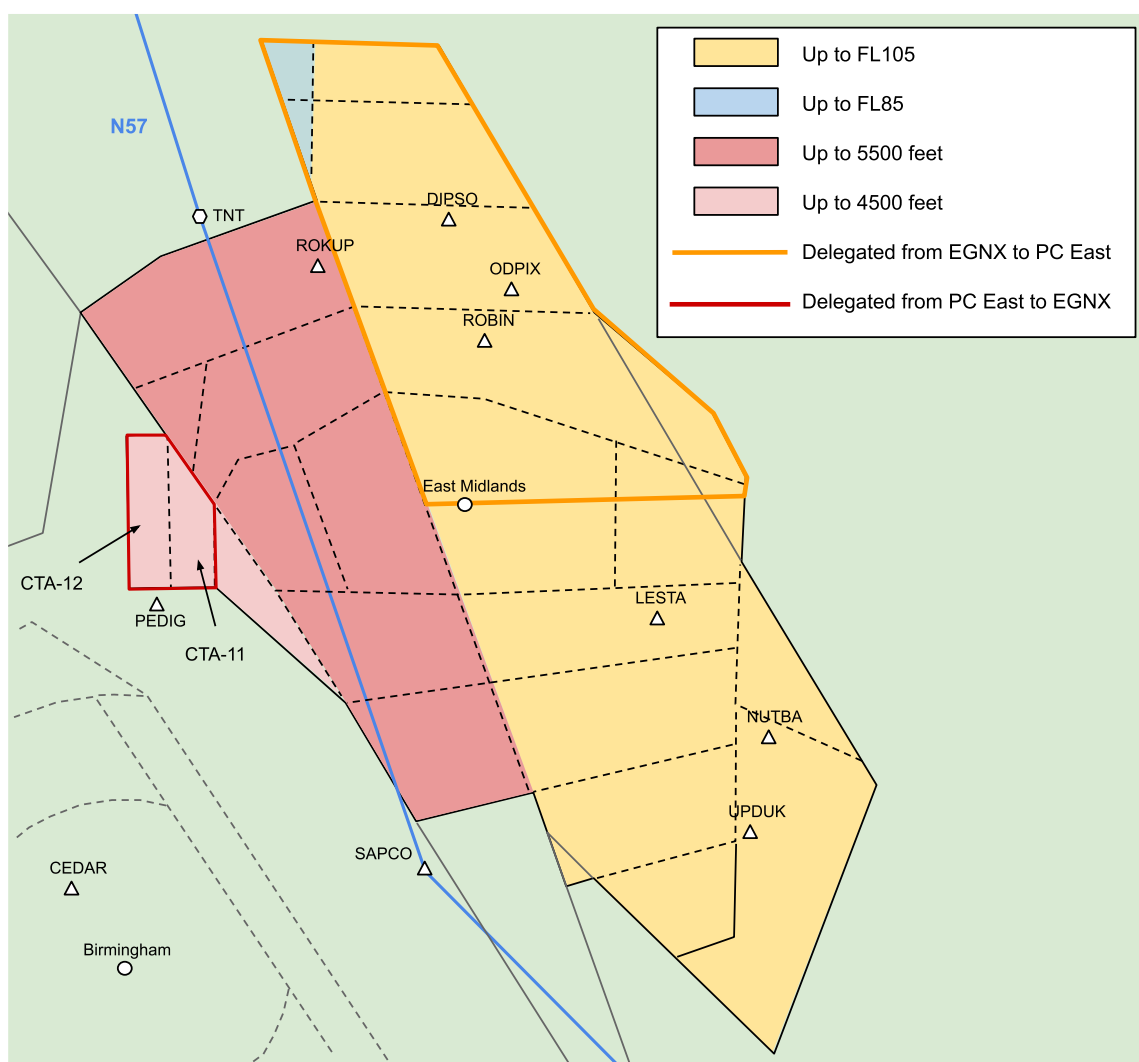 Up to FL105
Up to FL85
N57
Up to 5500 feet
Up to 4500 feet
DIPSO
TNT
ROKUP
Delegated from EGNX to PC East
ODPIX
Delegated from PC East to EGNX
ROBIN
East Midlands
CTA-12
LESTA
PEDIG
CTA-11
NUTBA
UPDUK
SAPCO
CEDAR
Birmingham